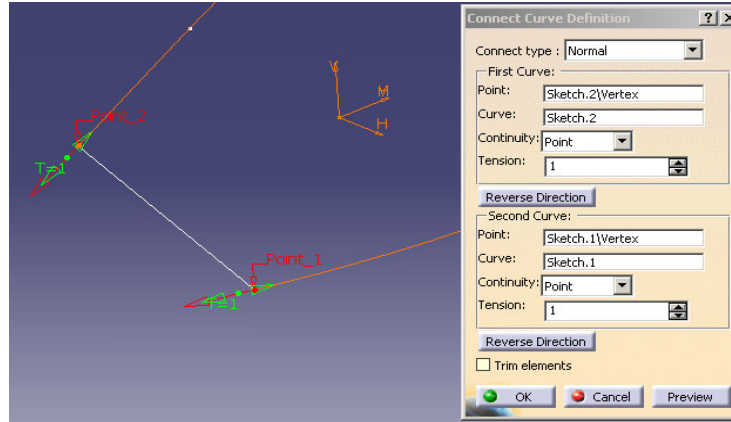 Connect Curve Definition
Connect type : Normal
First Curve:
Point: Sketch.2\Vertex
Curve: Sketch.2
Continuity: Point
Tension: 1
Reverse Direction
Second Curve:
Point: Sketch.1\Vertex
Curve: Sketch.1
Continuity: Point
Tension: 1
Reverse Direction
Trim elements
OK Cancel Preview
V
M
H
Point_2
T=1
Point_1
T=1